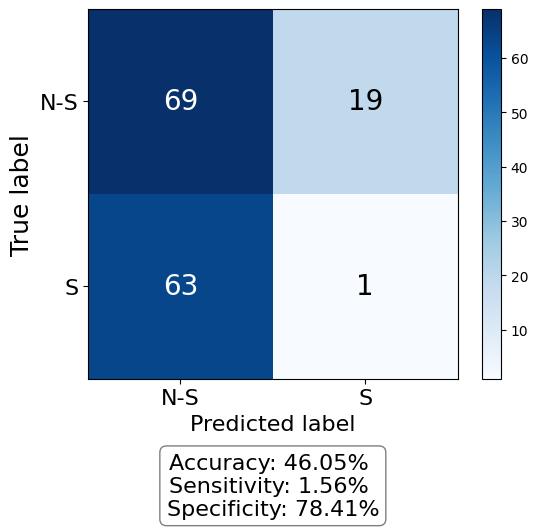 69 19
63 1
N-S
S
True label
N-S S
Predicted label
60
50
40
30
20
10
Accuracy: 46.05%
Sensitivity: 1.56%
Specificity: 78.41%